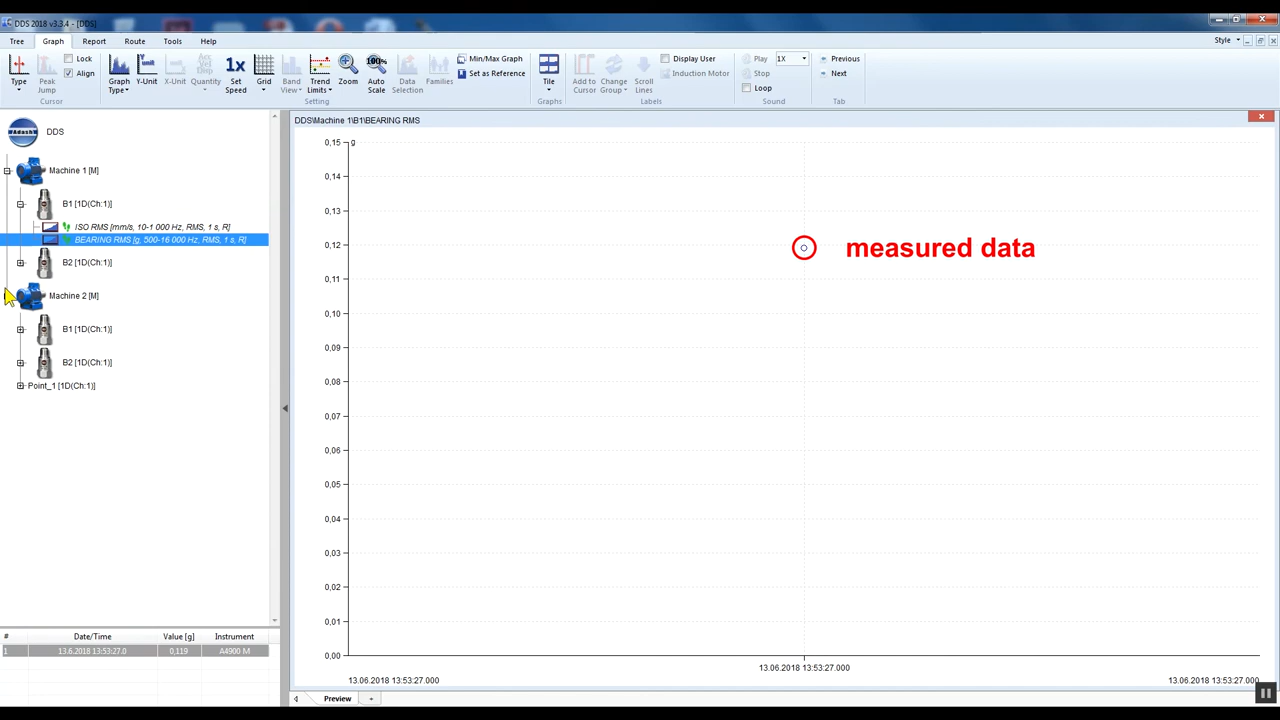 DDS 2018 v3.3.4 - [DDS]
Tree Graph Report Route Tools Help Style
Type Peak Jump Lock Align Cursor
Graph Type Y-Unit X-Unit Quantity Set Speed Grid Band View Trend Limits Zoom 100% Auto Scale Data Selection Families Min/Max Graph Set as Reference Setting
1x
Tile Graphs
Add to Cursor Change Group Scroll Lines Display User Induction Motor Labels
Play 1X Stop Loop Sound
Previous Next Tab
Adash DDS
Machine 1 [M]
B1 [1D(Ch:1)]
ISO RMS [mm/s, 10-1 000 Hz, RMS, 1 s, R]
BEARING RMS [g, 500-16 000 Hz, RMS, 1 s, R]
B2 [1D(Ch:1)]
Machine 2 [M]
B1 [1D(Ch:1)]
B2 [1D(Ch:1)]
Point_1 [1D(Ch:1)]
# Date/Time Value [g] Instrument
1 13.6.2018 13:53:27.0 0,119 A4900 M
DDS\Machine 1\B1\BEARING RMS
0,15 g
0,14
0,13
0,12
measured data
0,11
0,10
0,09
0,08
0,07
0,06
0,05
0,04
0,03
0,02
0,01
0,00
13.06.2018 13:53:27.000
13.06.2018 13:53:27.000 13.06.2018 13:53:27.000
Preview